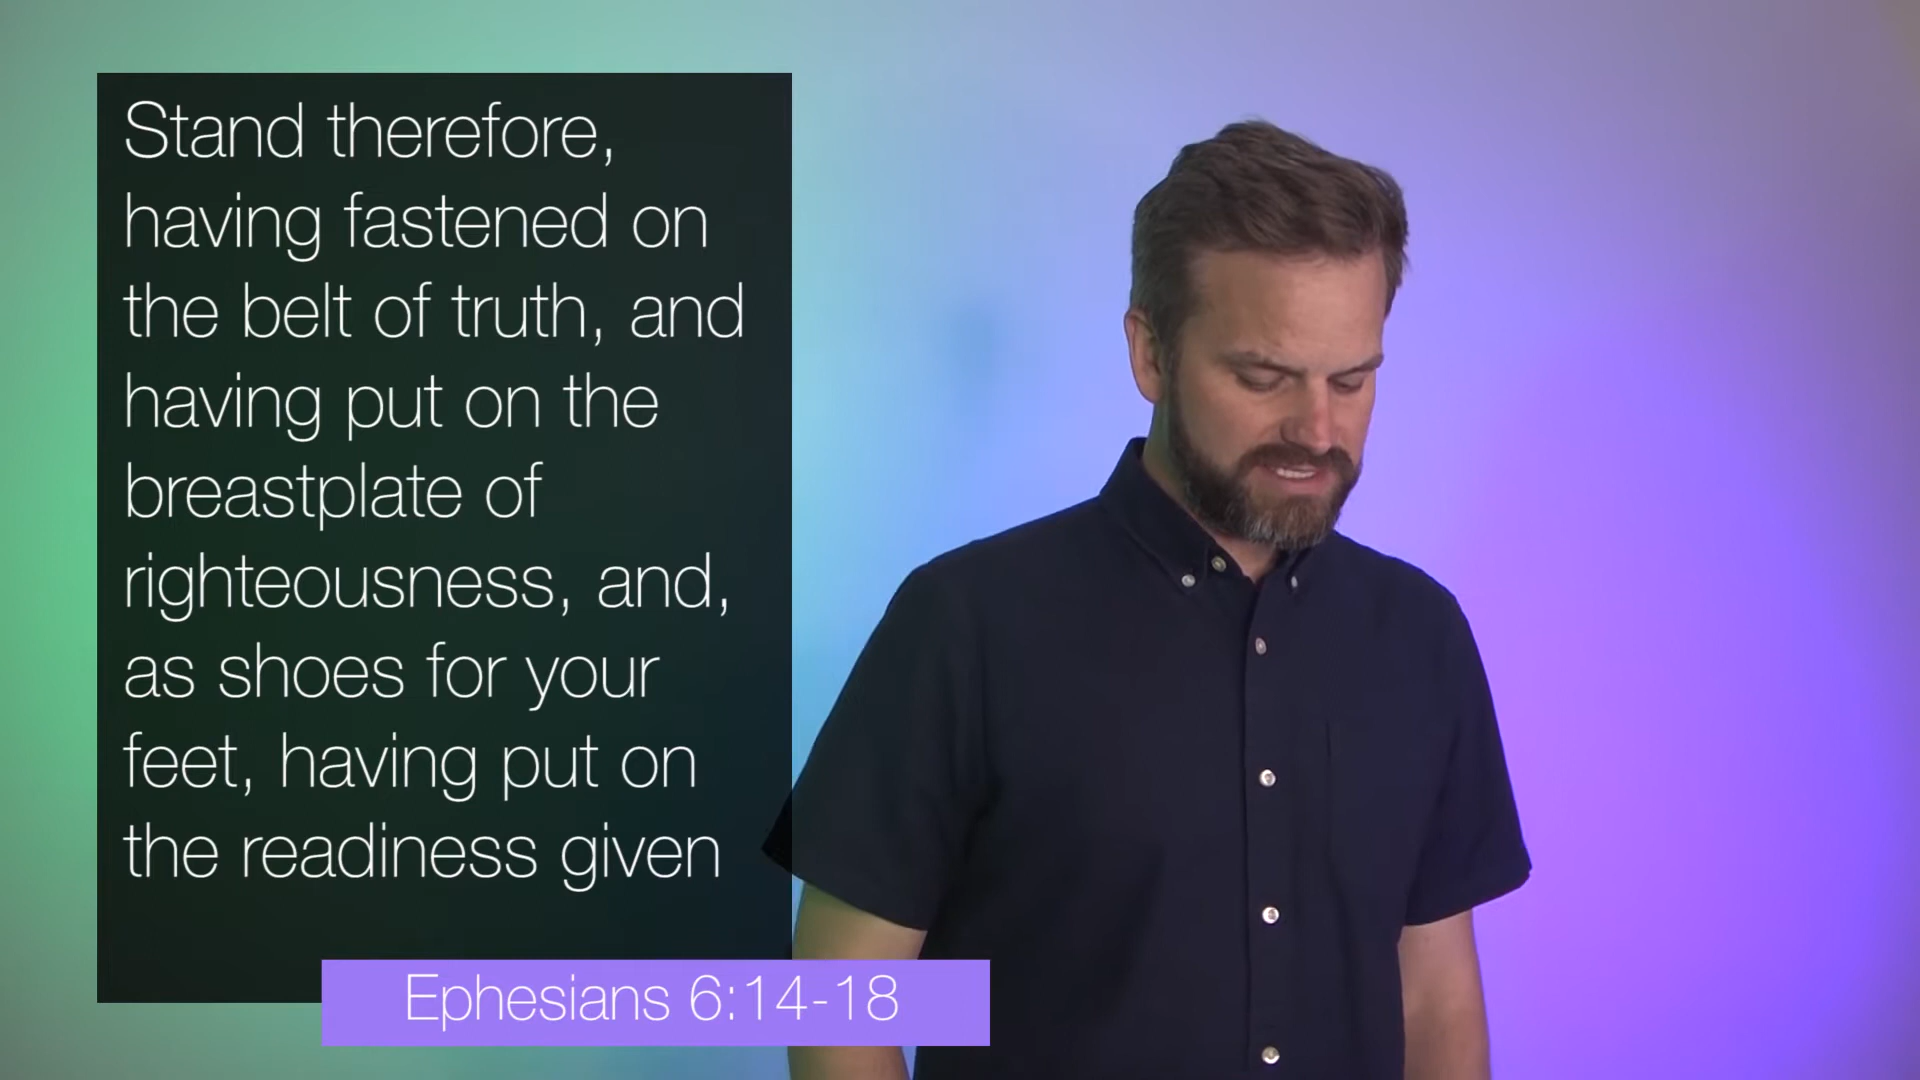 Stand therefore,
having fastened on
the belt of truth, and
having put on the
breastplate of
righteousness, and,
as shoes for your
feet, having put on
the readiness given
Ephesians 6:14-18